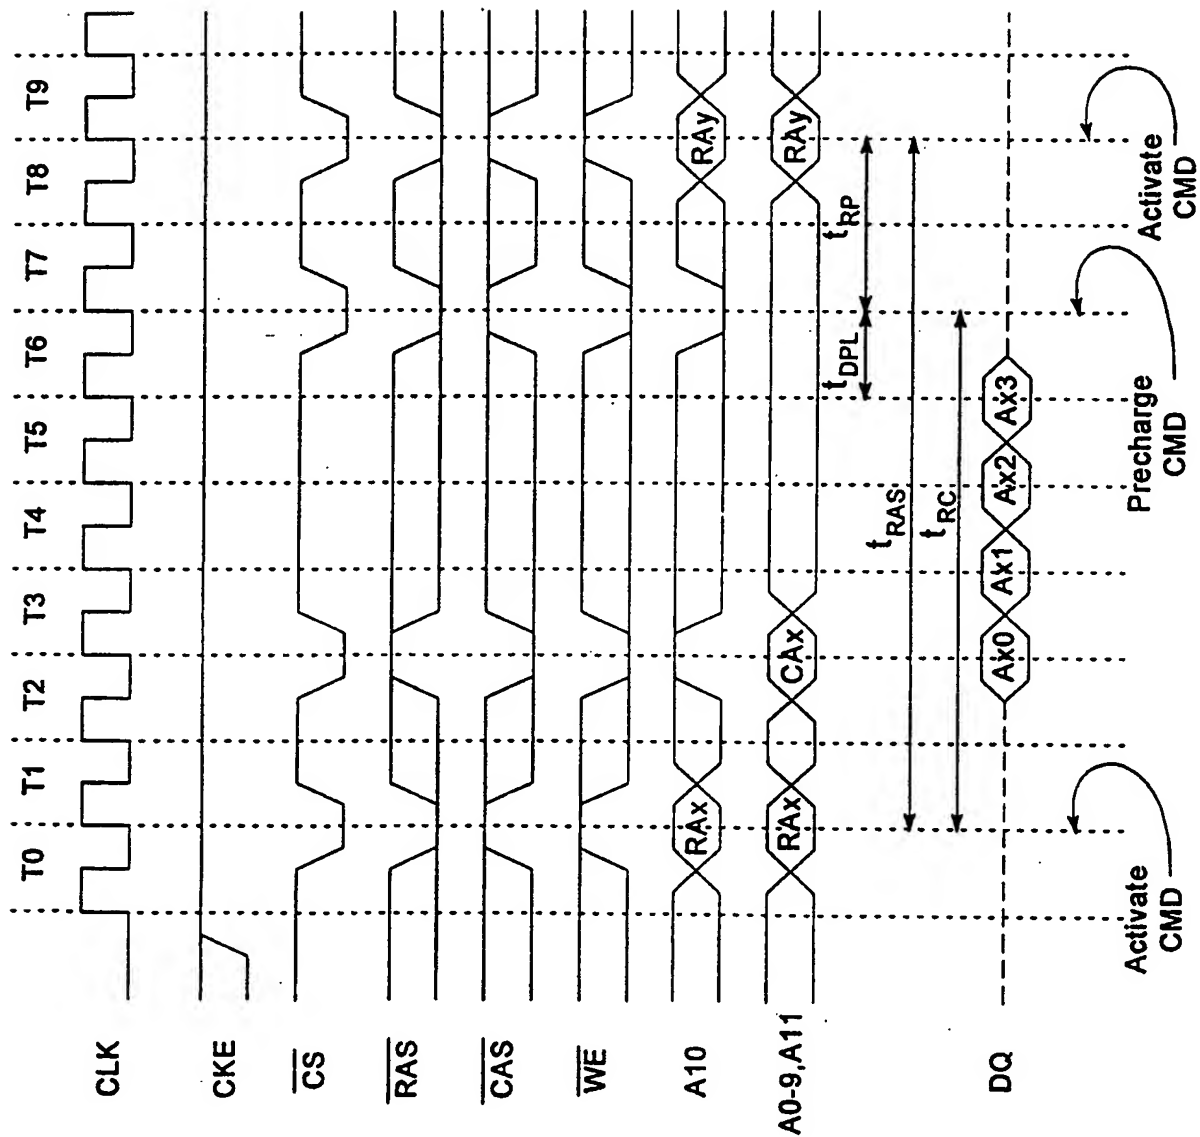 T0 T1 T2 T3 T4 T5 T6 T7 T8 T9
CLK
CKE
CS
RAS
CAS
WE
A10 RAx RAy
A0-9,A11 RAx CAx RAy
tDPL tRP
tRAS
tRC
DQ Ax0 Ax1 Ax2 Ax3
Activate
CMD
Precharge
CMD
Activate
CMD